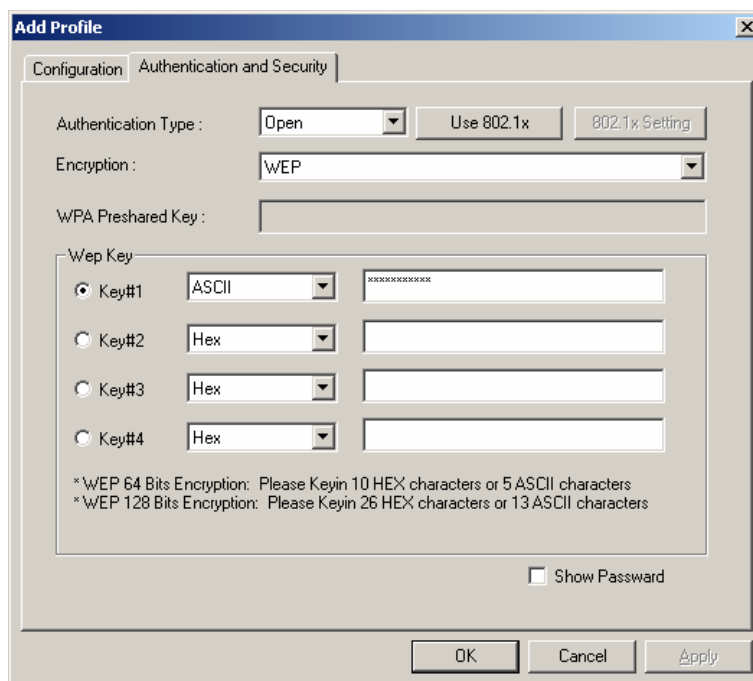 Add Profile
Configuration Authentication and Security
Authentication Type : Open Use 802.1x 802.1x Setting
Encryption : WEP
WPA Preshared Key :
Wep Key
Key#1 ASCII ***********
Key#2 Hex
Key#3 Hex
Key#4 Hex
* WEP 64 Bits Encryption: Please Keyin 10 HEX characters or 5 ASCII characters
* WEP 128 Bits Encryption: Please Keyin 26 HEX characters or 13 ASCII characters
Show Passward
OK Cancel Apply